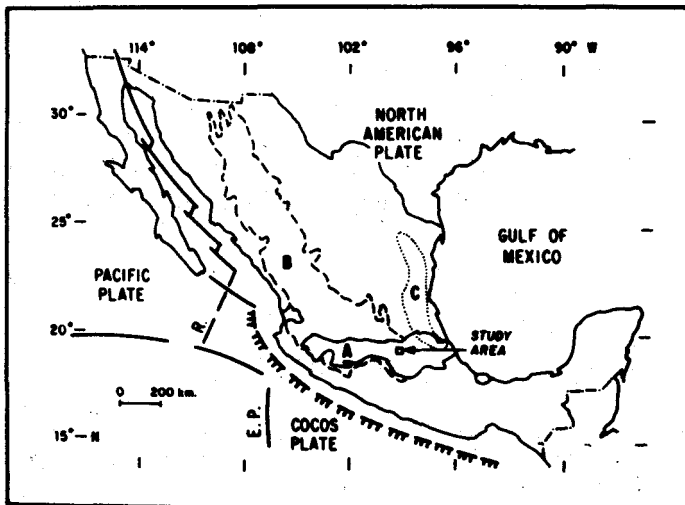 114° 108° 102° 96° 90° W
30°
NORTH
AMERICAN
PLATE
25°
GULF OF
MEXICO
B
C
PACIFIC
PLATE
R.
20°
A
STUDY
AREA
0 200 km.
E.P.
COCOS
PLATE
15° N